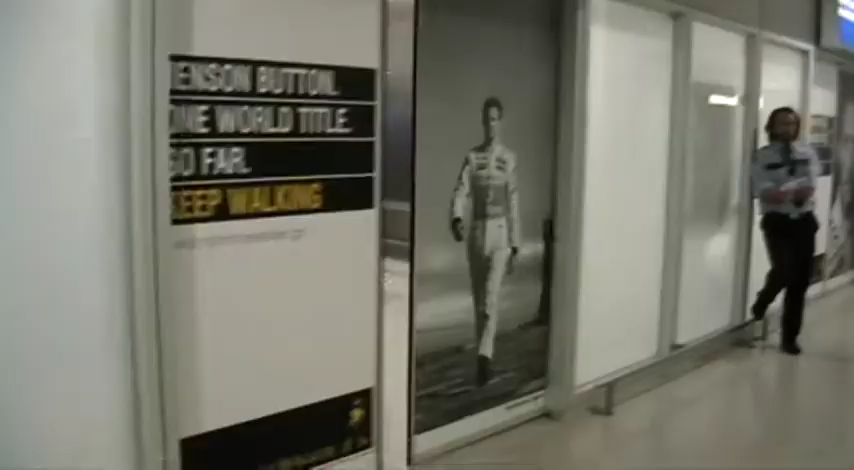 ENSON BUTTON.
NE WORLD TITLE.
O FAR.
EEP WALKING